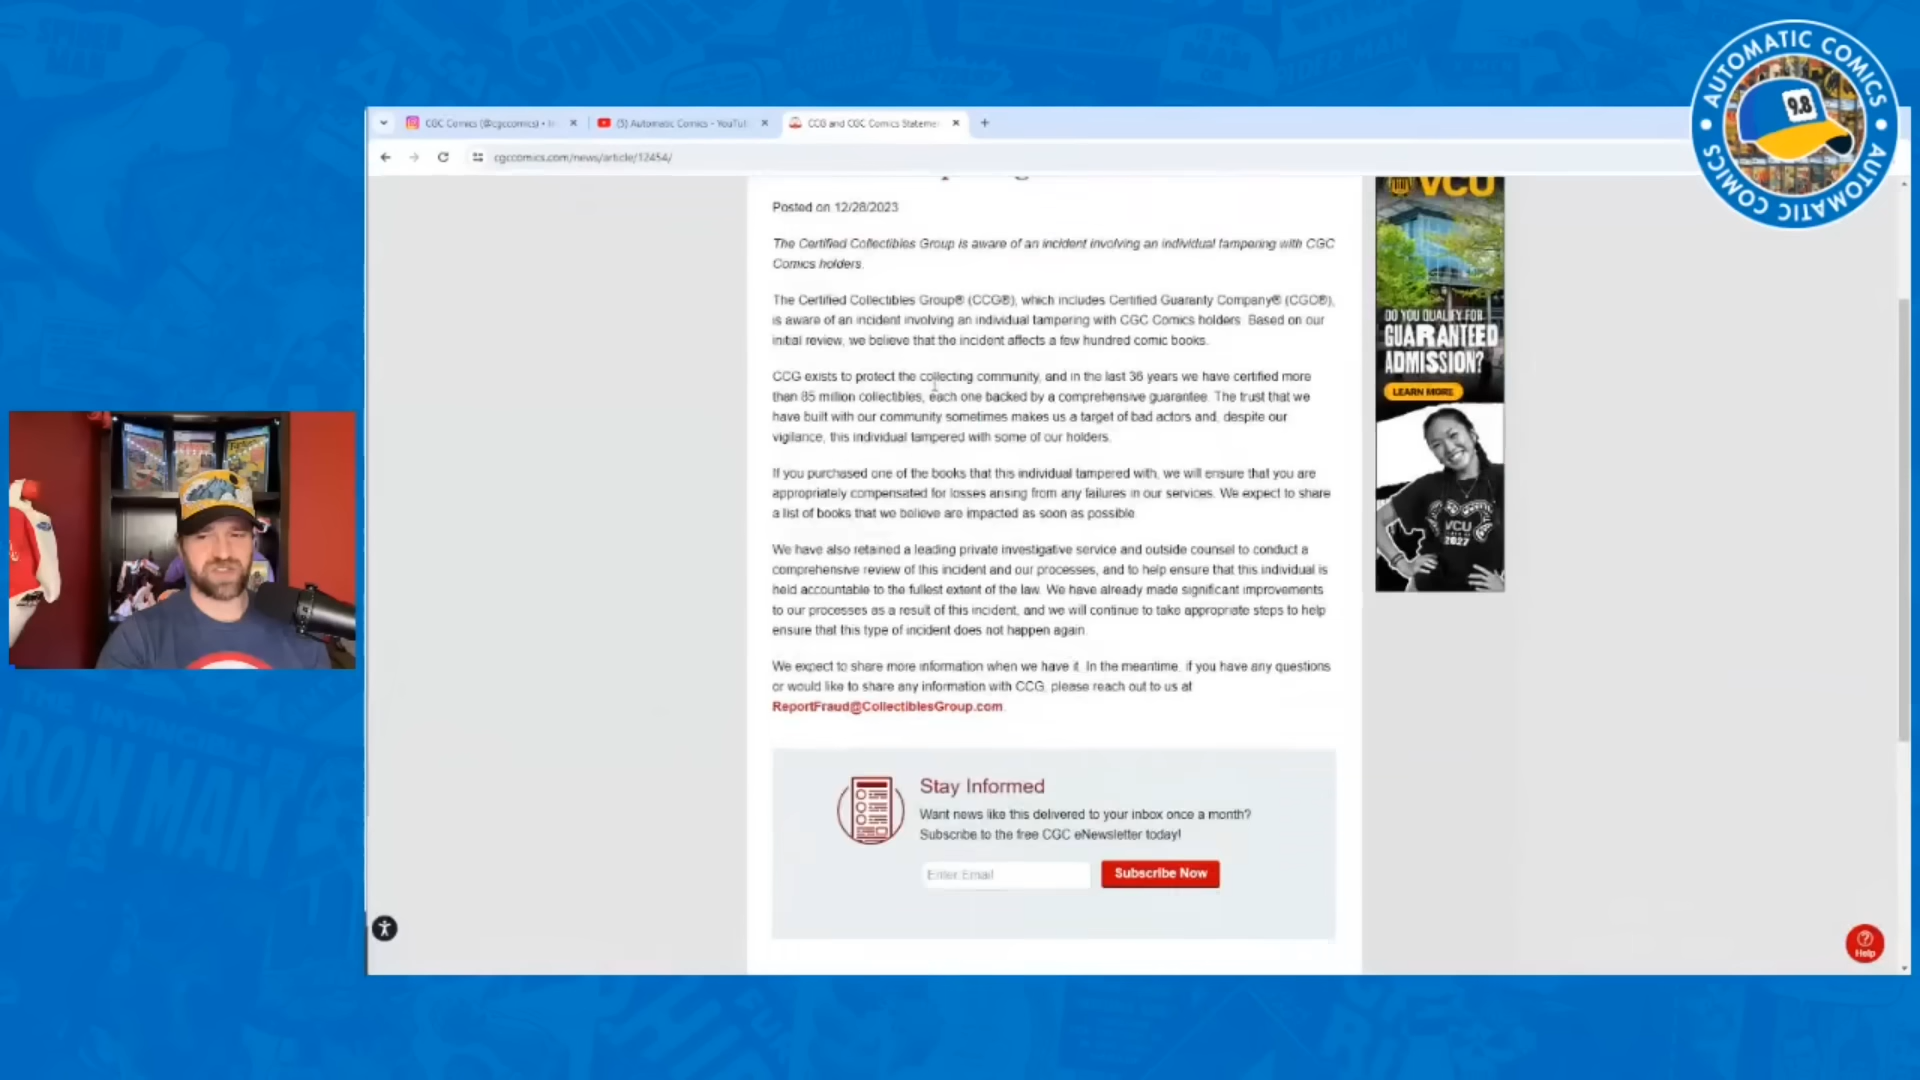 AUTOMATIC COMICS
AUTOMATIC COMICS
9.8
CGC Comics (@cgccomics) •
(5) Automatic Comics - YouTu
CCG and CGC Comics Stateme
cgccomics.com/news/article/12454/
Posted on 12/28/2023
The Certified Collectibles Group is aware of an incident involving an individual tampering with CGC
Comics holders.
The Certified Collectibles Group® (CCG®), which includes Certified Guaranty Company® (CGC®),
is aware of an incident involving an individual tampering with CGC Comics holders. Based on our
initial review, we believe that the incident affects a few hundred comic books.
CCG exists to protect the collecting community, and in the last 36 years we have certified more
than 85 million collectibles, each one backed by a comprehensive guarantee. The trust that we
have built with our community sometimes makes us a target of bad actors and, despite our
vigilance, this individual tampered with some of our holders.
If you purchased one of the books that this individual tampered with, we will ensure that you are
appropriately compensated for losses arising from any failures in our services. We expect to share
a list of books that we believe are impacted as soon as possible.
We have also retained a leading private investigative service and outside counsel to conduct a
comprehensive review of this incident and our processes, and to help ensure that this individual is
held accountable to the fullest extent of the law. We have already made significant improvements
to our processes as a result of this incident, and we will continue to take appropriate steps to help
ensure that this type of incident does not happen again.
We expect to share more information when we have it. In the meantime, if you have any questions
or would like to share any information with CCG, please reach out to us at
ReportFraud@CollectiblesGroup.com
VCU
DO YOU QUALIFY FOR
GUARANTEED
ADMISSION?
LEARN MORE
VCU
2027
Stay Informed
Want news like this delivered to your inbox once a month?
Subscribe to the free CGC eNewsletter today!
Enter Email
Subscribe Now
Help
THE INVINCIBLE
IRON MAN